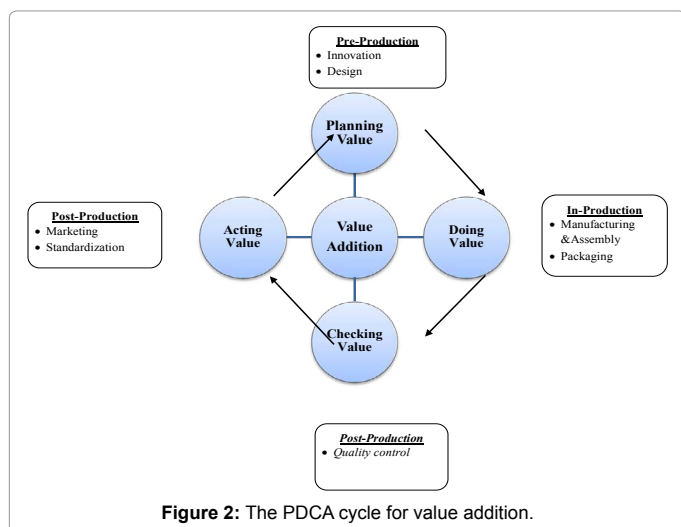 Pre-Production
• Innovation
• Design
Planning
Value
Post-Production
• Marketing
• Standardization
Acting
Value
Value
Addition
Doing
Value
In-Production
• Manufacturing
&Assembly
• Packaging
Checking
Value
Post-Production
• Quality control
Figure 2: The PDCA cycle for value addition.